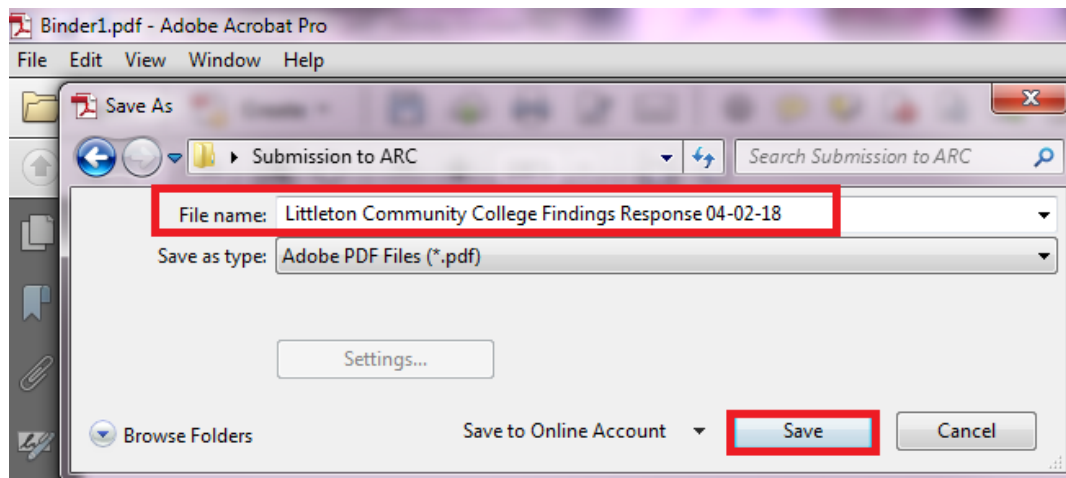 Binder1.pdf - Adobe Acrobat Pro
File Edit View Window Help
Save As
Submission to ARC
Search Submission to ARC
File name: Littleton Community College Findings Response 04-02-18
Save as type: Adobe PDF Files (*.pdf)
Settings...
Browse Folders Save to Online Account Save Cancel